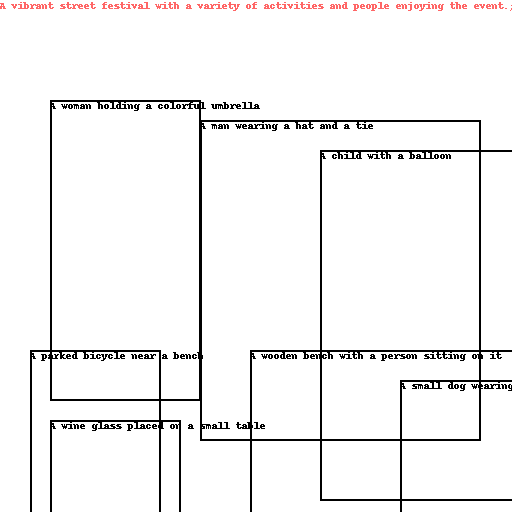 A vibrant street festival with a variety of activities and people enjoying the event.;
A woman holding a colorful umbrella
A man wearing a hat and a tie
A child with a balloon
A parked bicycle near a bench
A wooden bench with a person sitting on it
A small dog wearing
A wine glass placed on a small table